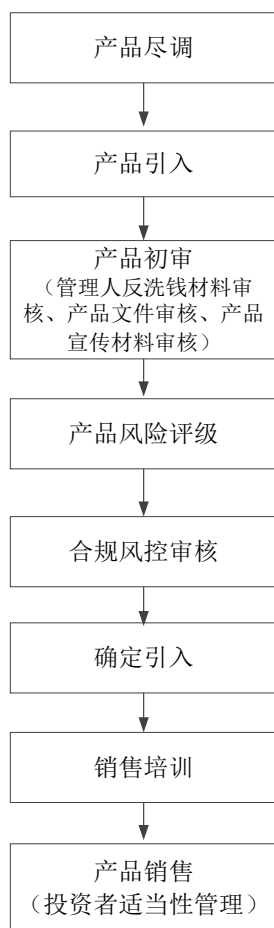 产品尽调
产品引入
产品初审
（管理人反洗钱材料审
核、产品文件审核、产品
宣传材料审核）
产品风险评级
合规风控审核
确定引入
销售培训
产品销售
（投资者适当性管理）